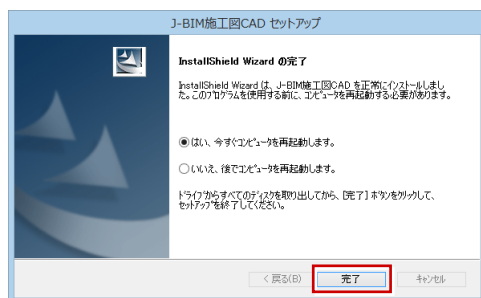 J-BIM施工図CAD セットアップ
InstallShield Wizard の完了
InstallShield Wizard は、J-BIM施工図CAD を正常にインストールしまし
た。このプログラムを使用する前に、コンピュータを再起動する必要があります。
はい、今すぐコンピュータを再起動します。
いいえ、後でコンピュータを再起動します。
ドライブからすべてのディスクを取り出してから、[完了] ボタンをクリックして、
セットアップを終了してください。
< 戻る(B)
完了
キャンセル